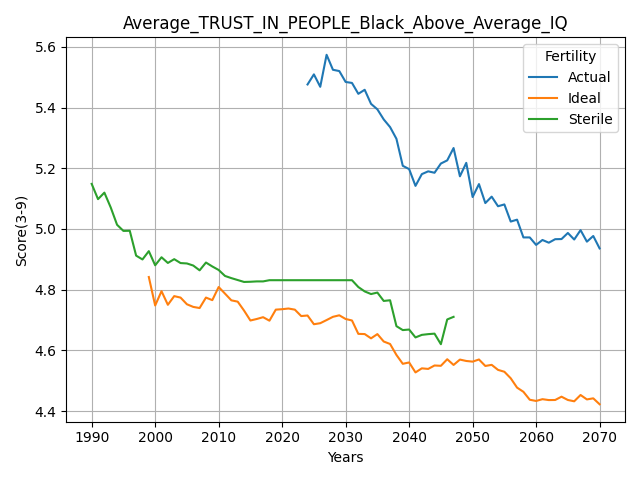 Average_TRUST_IN_PEOPLE_Black_Above_Average_IQ
Fertility
Actual
Ideal
Sterile
Score(3-9)
5.6
5.4
5.2
5.0
4.8
4.6
4.4
1990 2000 2010 2020 2030 2040 2050 2060 2070
Years